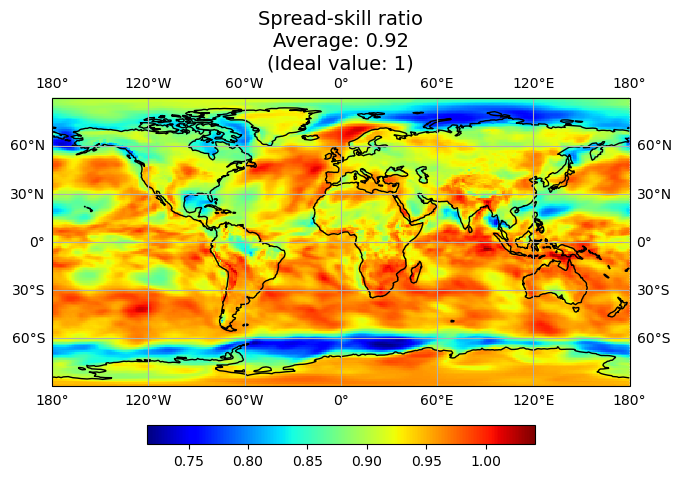 Spread-skill ratio
Average: 0.92
(Ideal value: 1)
180° 120°W 60°W 0° 60°E 120°E 180°
60°N 60°N
30°N 30°N
0° 0°
30°S 30°S
60°S 60°S
180° 120°W 60°W 0° 60°E 120°E 180°
0.75 0.80 0.85 0.90 0.95 1.00